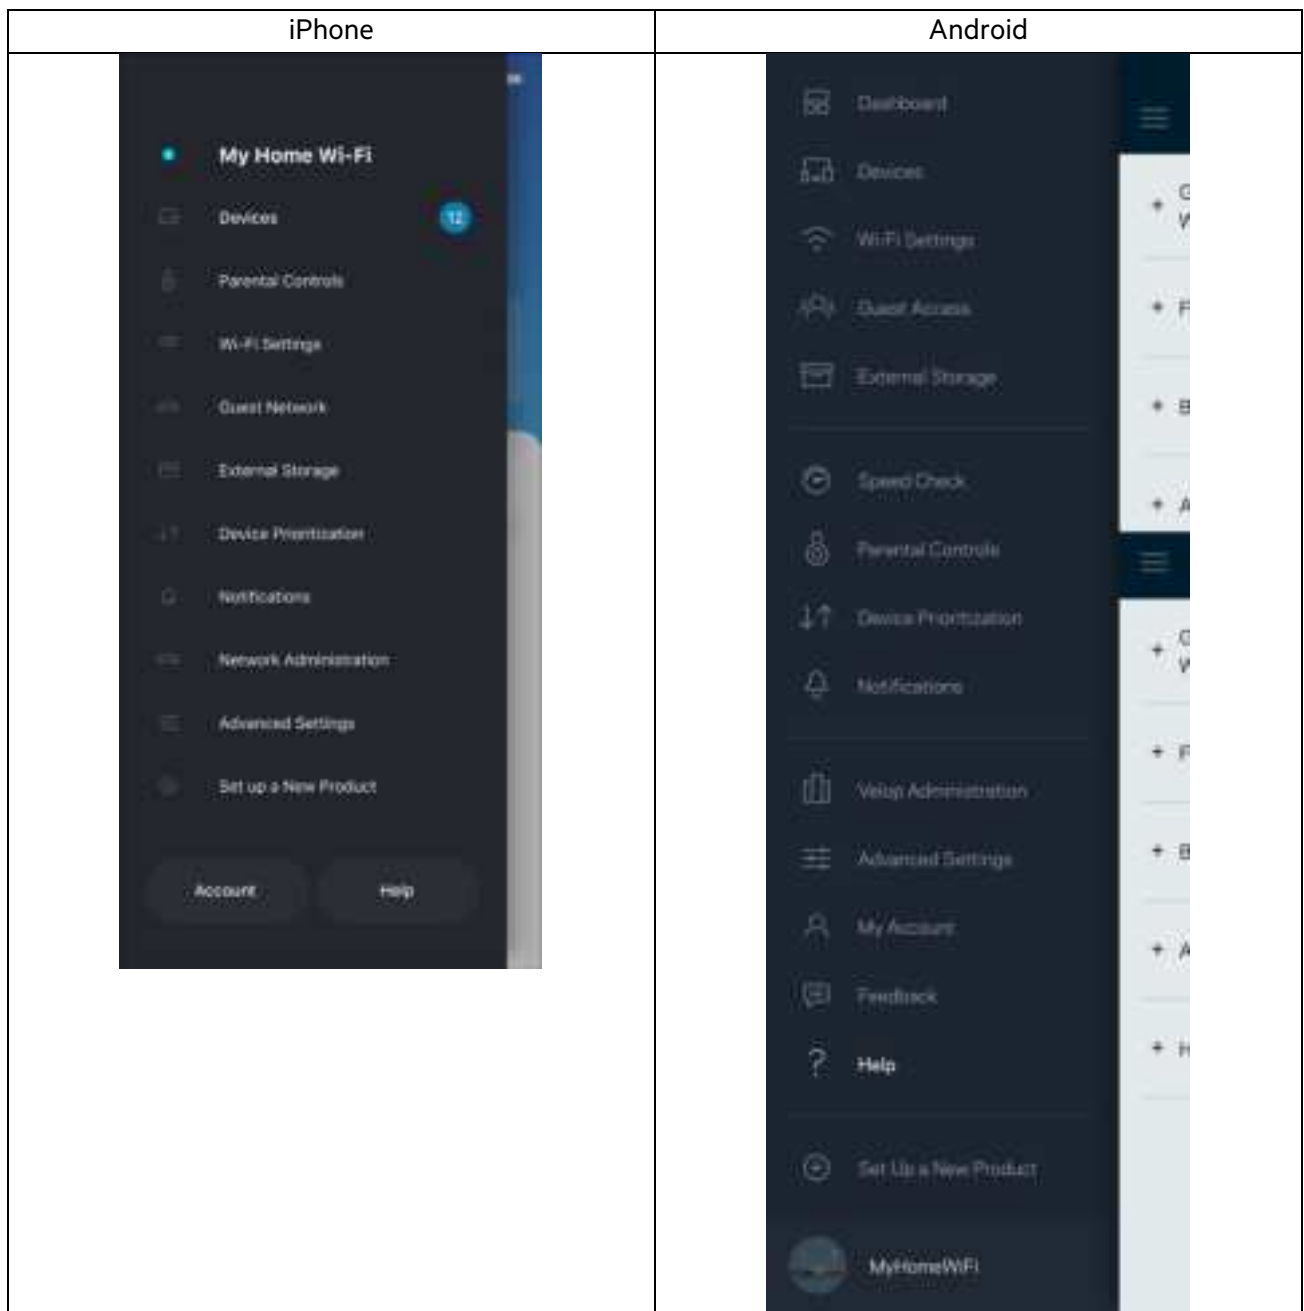 iPhone
Android
My Home Wi-Fi
Devices
12
Parental Controls
Wi-Fi Settings
Guest Network
External Storage
Device Prioritization
Notifications
Network Administration
Advanced Settings
Set up a New Product
Account
Help
Dashboard
Devices
Wi-Fi Settings
Guest Access
External Storage
Speed Check
Parental Controls
Device Prioritization
Notifications
Velop Administration
Advanced Settings
My Account
Feedback
Help
Set Up a New Product
MyHomeWiFi
+ G
W
+ F
+ B
+ A
+ G
W
+ F
+ B
+ A
+ H